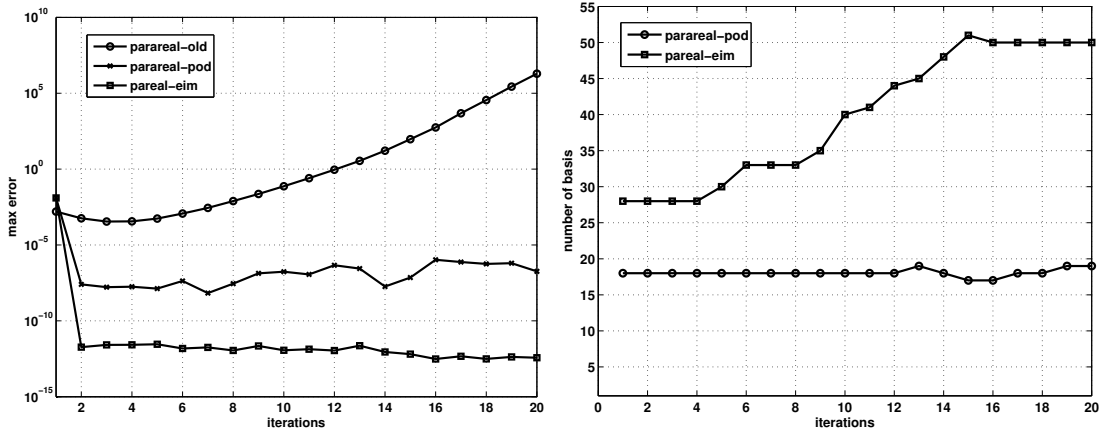 10^10
10^5
10^0
10^−5
10^−10
10^−15
max error
parareal-old
parareal-pod
pareal-eim
2 4 6 8 10 12 14 16 18 20
iterations
55
50
45
40
35
30
25
20
15
10
5
number of basis
parareal-pod
pareal-eim
0 2 4 6 8 10 12 14 16 18 20
iterations